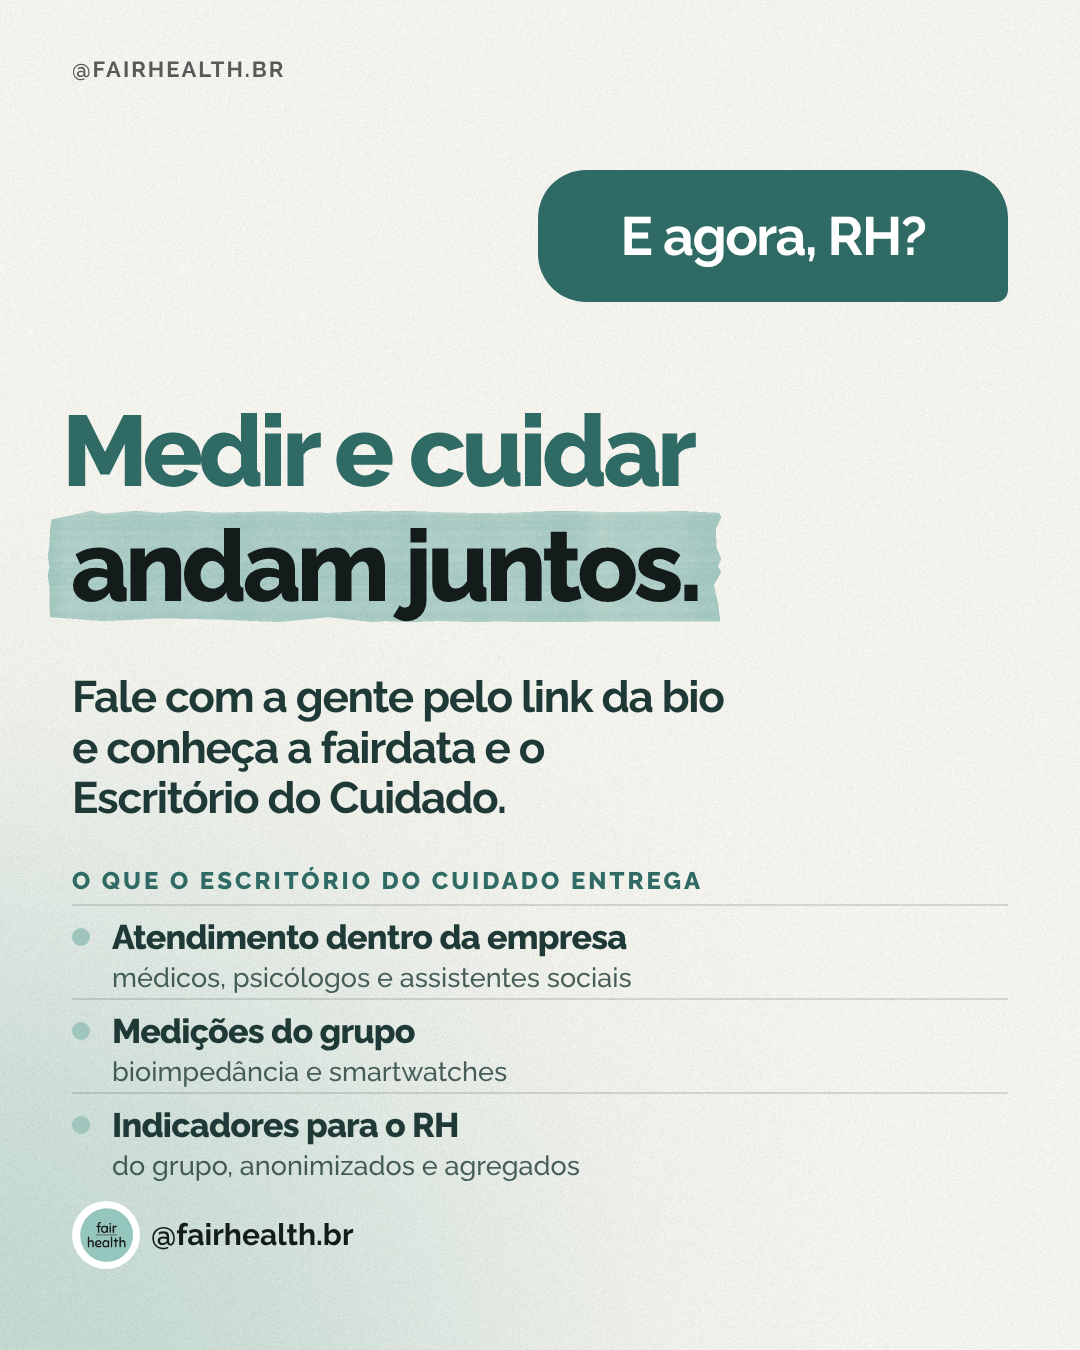 @FAIRHEALTH.BR
E agora, RH?
Medir e cuidar
andam juntos.
Fale com a gente pelo link da bio
e conheça a fairdata e o
Escritório do Cuidado.
O QUE O ESCRITÓRIO DO CUIDADO ENTREGA
Atendimento dentro da empresa
médicos, psicólogos e assistentes sociais
Medições do grupo
bioimpedância e smartwatches
Indicadores para o RH
do grupo, anonimizados e agregados
fair
health
@fairhealth.br